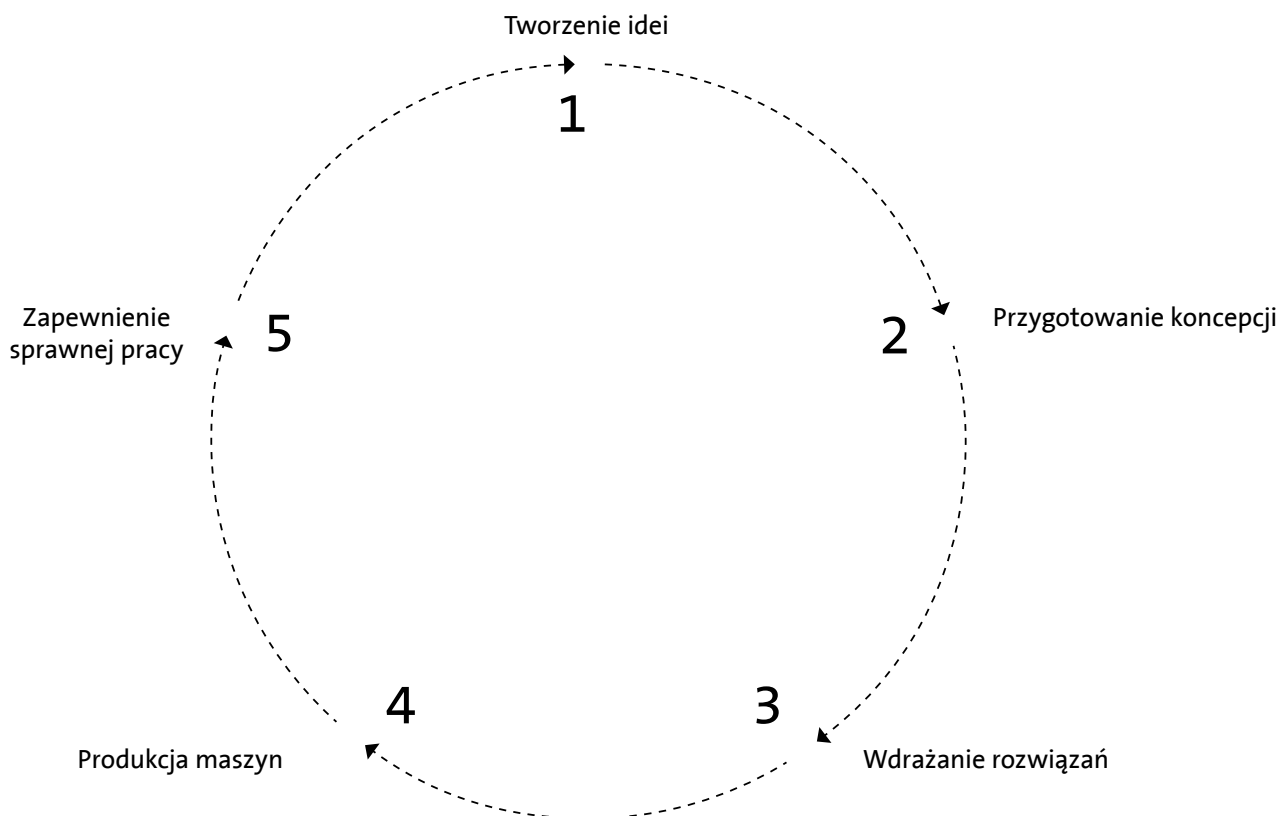 Tworzenie idei
1
Zapewnienie
sprawnej pracy
5
2
Przygotowanie koncepcji
4
3
Produkcja maszyn
Wdrażanie rozwiązań